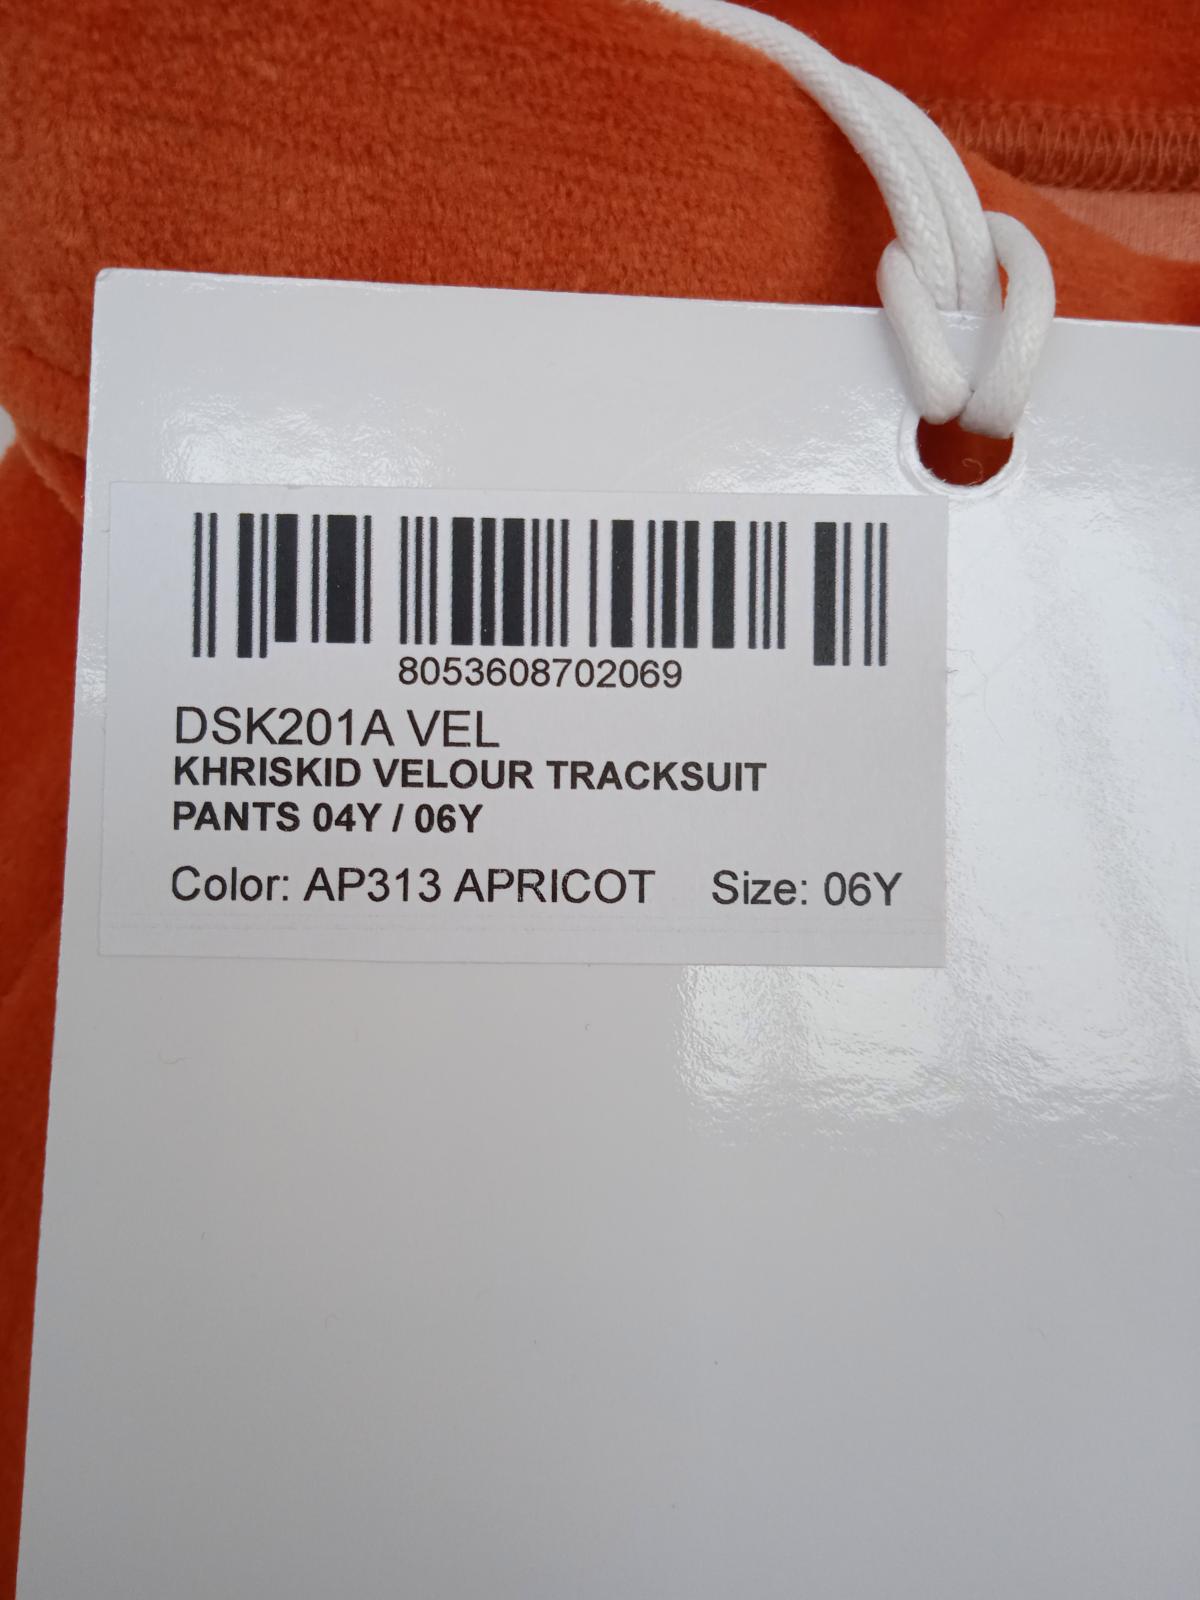 8053608702069
DSK201A VEL
KHRISKID VELOUR TRACKSUIT
PANTS 04Y / 06Y
Color: AP313 APRICOT Size: 06Y